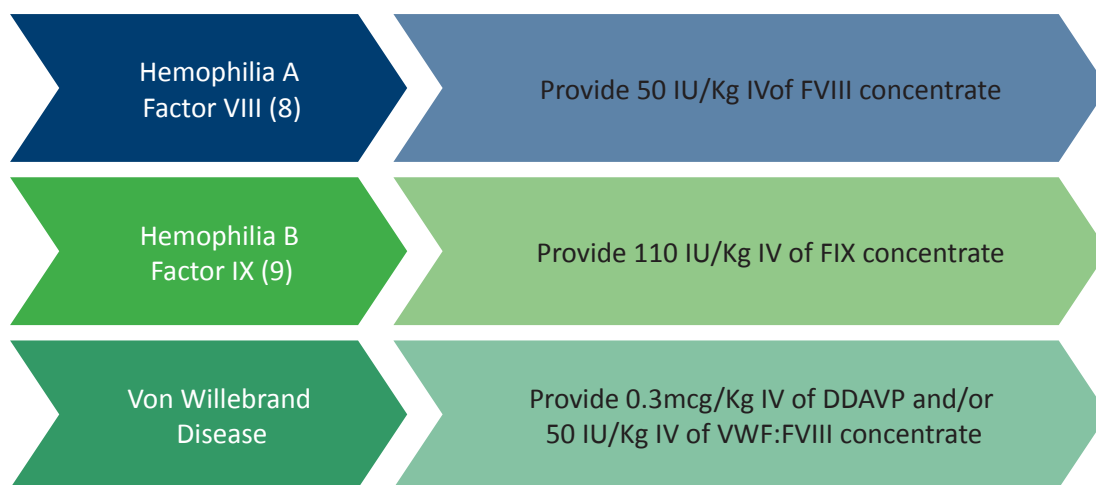 Hemophilia A
Factor VIII (8)
Provide 50 IU/Kg IVof FVIII concentrate
Hemophilia B
Factor IX (9)
Provide 110 IU/Kg IV of FIX concentrate
Von Willebrand
Disease
Provide 0.3mcg/Kg IV of DDAVP and/or
50 IU/Kg IV of VWF:FVIII concentrate